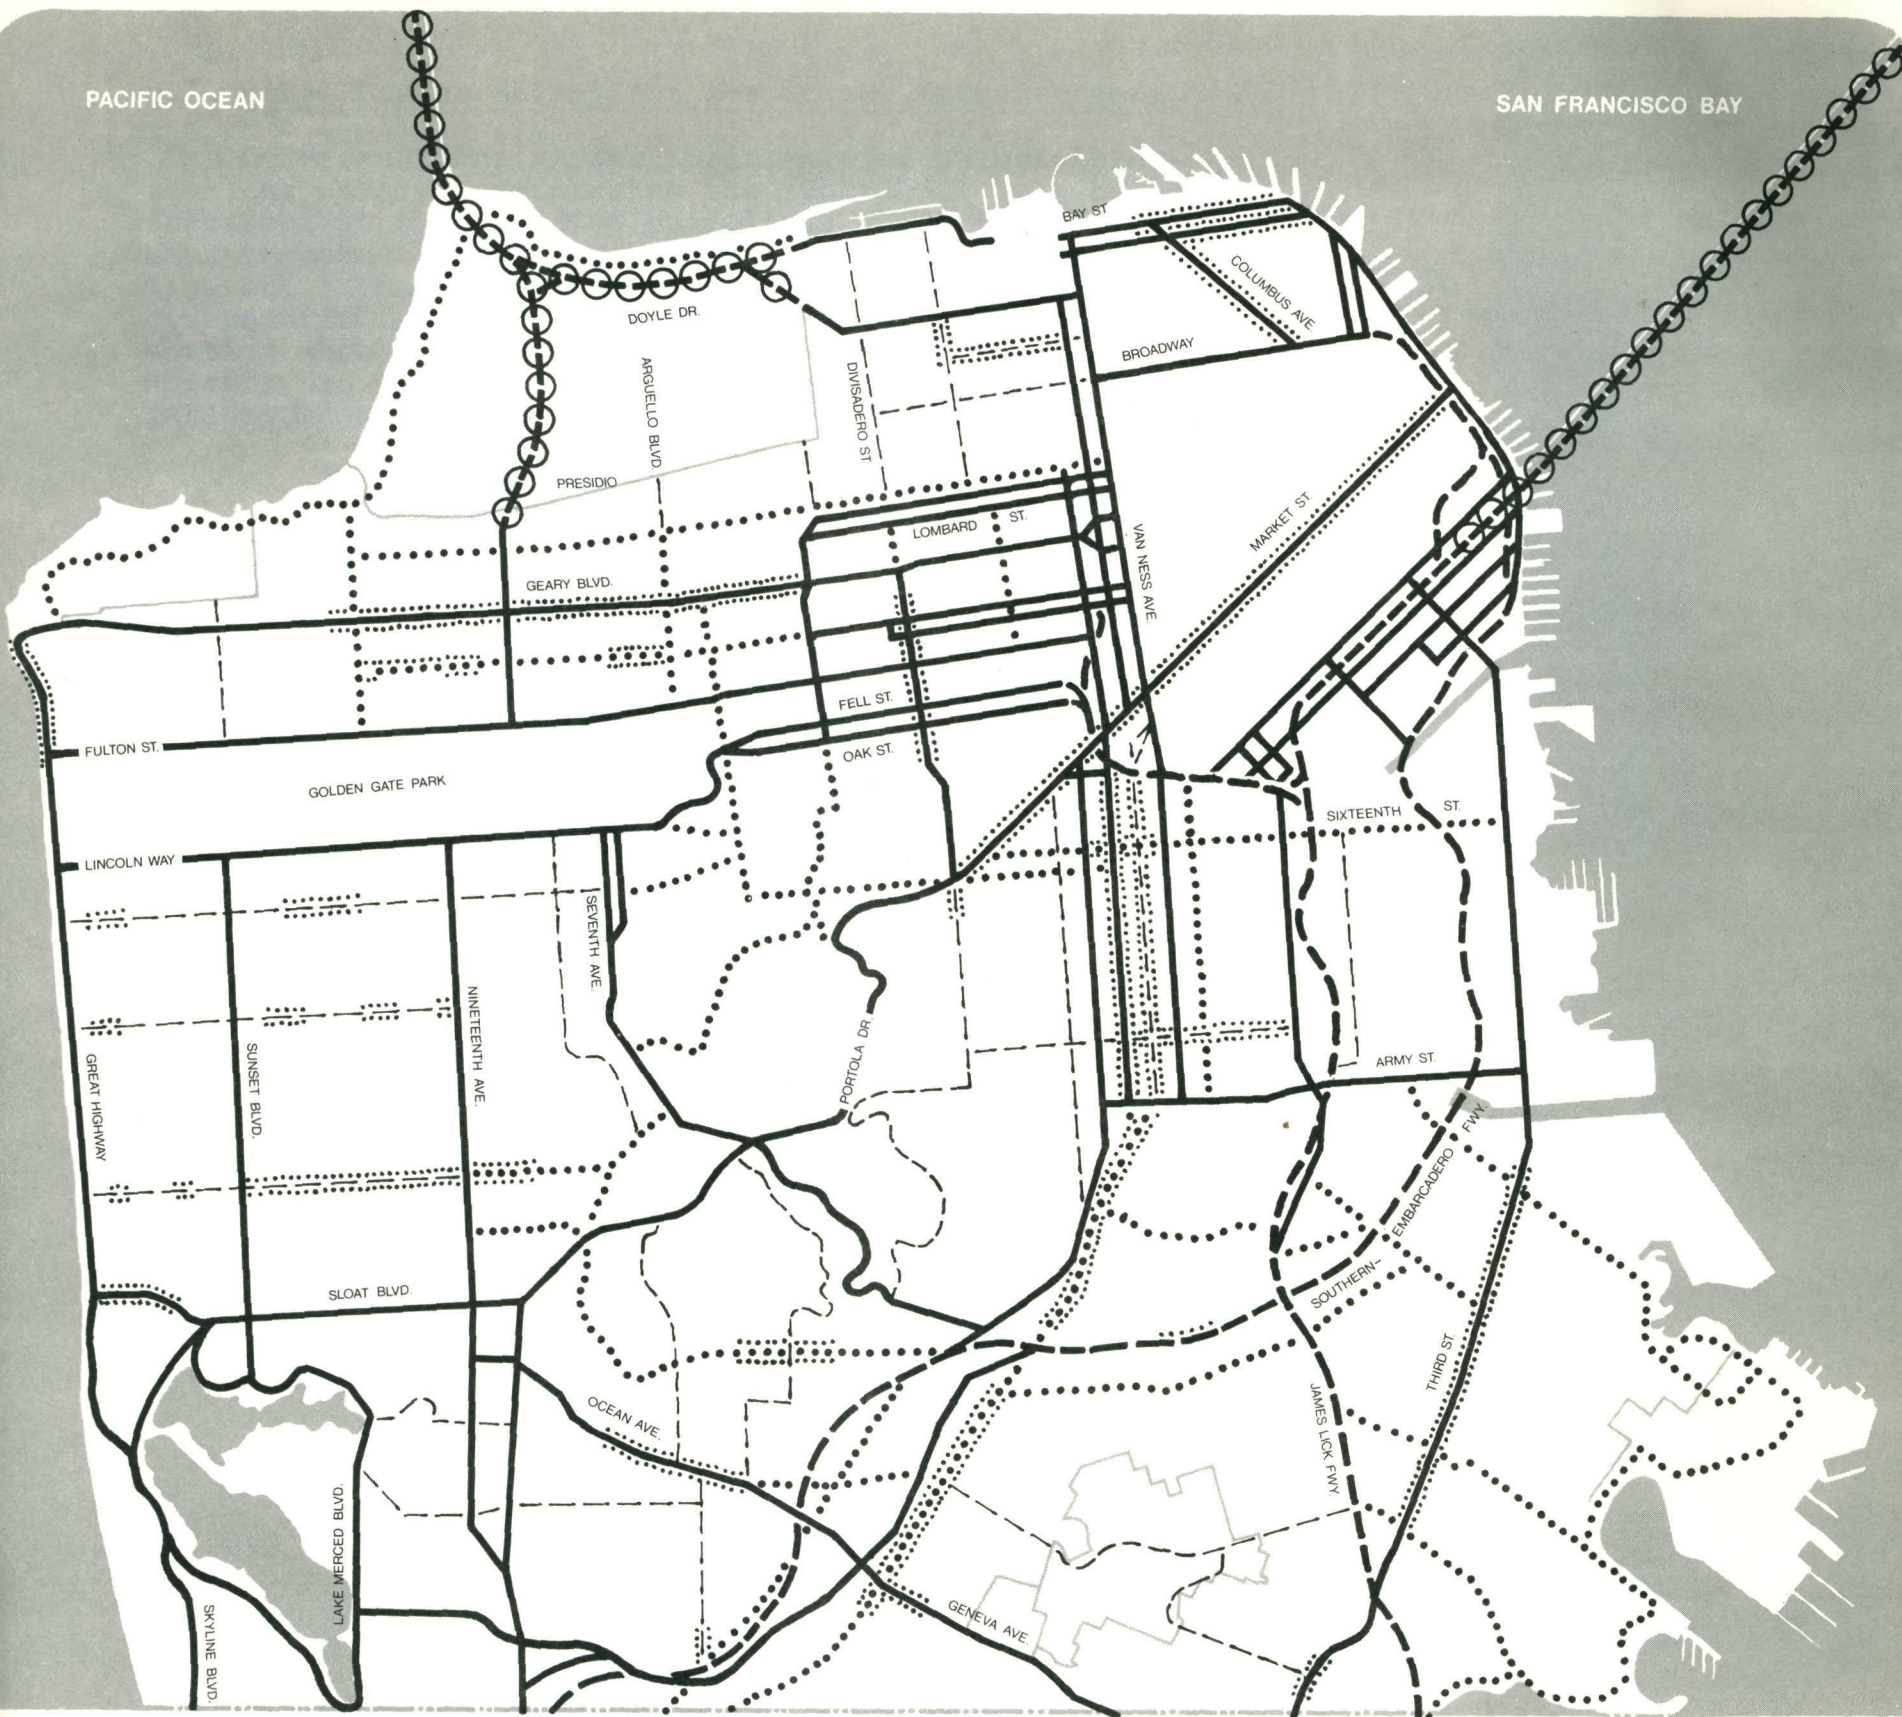 PACIFIC OCEAN
SAN FRANCISCO BAY
BAY ST
COLUMBUS AVE.
DOYLE DR.
BROADWAY
ARGUELLO BLVD.
DIVISADERO ST
PRESIDIO
MARKET ST
LOMBARD ST.
VAN NESS AVE.
GEARY BLVD.
FELL ST.
FULTON ST.
OAK ST.
GOLDEN GATE PARK
SIXTEENTH ST.
LINCOLN WAY
SEVENTH AVE.
NINETEENTH AVE.
PORTOLA DR.
SUNSET BLVD.
GREAT HIGHWAY
ARMY ST.
SOUTHERN– EMBARCADERO FWY.
SLOAT BLVD.
THIRD ST.
JAMES LICK FWY.
OCEAN AVE.
LAKE MERCED BLVD.
SKYLINE BLVD.
GENEVA AVE.